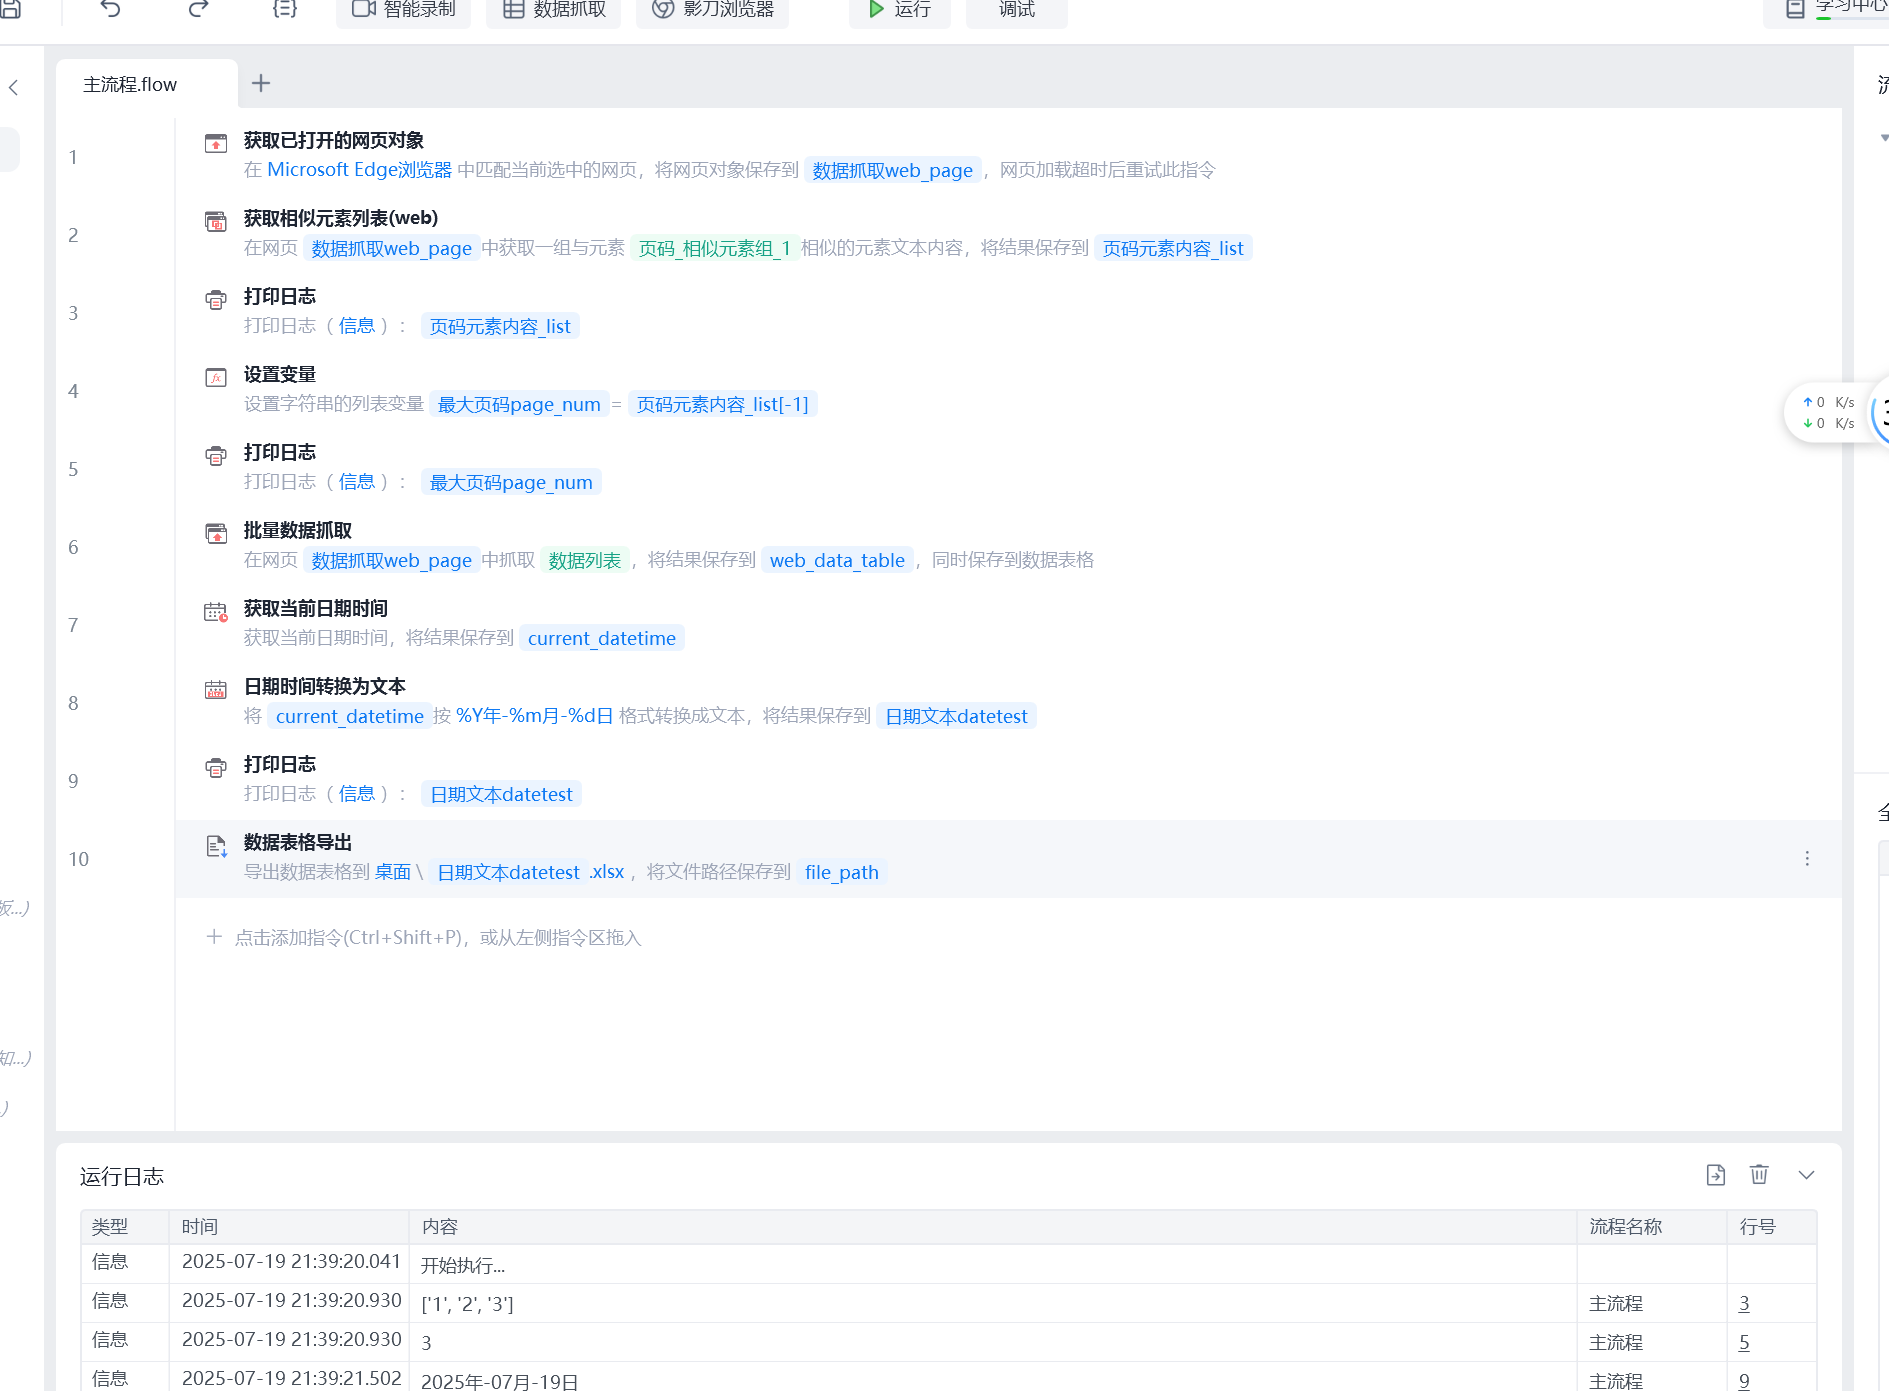 智能录制
数据抓取
影刀浏览器
运行
调试
学习中心
主流程.flow
1
获取已打开的网页对象
在 Microsoft Edge浏览器 中匹配当前选中的网页，将网页对象保存到 数据抓取web_page ，网页加载超时后重试此指令
2
获取相似元素列表(web)
在网页 数据抓取web_page 中获取一组与元素 页码_相似元素组_1 相似的元素文本内容，将结果保存到 页码元素内容_list
3
打印日志
打印日志（ 信息 ）： 页码元素内容_list
4
设置变量
设置字符串的列表变量 最大页码page_num = 页码元素内容_list[-1]
5
打印日志
打印日志（ 信息 ）： 最大页码page_num
6
批量数据抓取
在网页 数据抓取web_page 中抓取 数据列表 ，将结果保存到 web_data_table ，同时保存到数据表格
7
获取当前日期时间
获取当前日期时间，将结果保存到 current_datetime
8
日期时间转换为文本
将 current_datetime 按 %Y年-%m月-%d日 格式转换成文本，将结果保存到 日期文本datetest
9
打印日志
打印日志（ 信息 ）： 日期文本datetest
10
数据表格导出
导出数据表格到 桌面 \ 日期文本datetest .xlsx ，将文件路径保存到 file_path
点击添加指令(Ctrl+Shift+P)，或从左侧指令区拖入
↑ 0 K/s
↓ 0 K/s
运行日志
类型 时间 内容 流程名称 行号
信息 2025-07-19 21:39:20.041 开始执行...
信息 2025-07-19 21:39:20.930 ['1', '2', '3'] 主流程 3
信息 2025-07-19 21:39:20.930 3 主流程 5
信息 2025-07-19 21:39:21.502 2025年-07月-19日 主流程 9